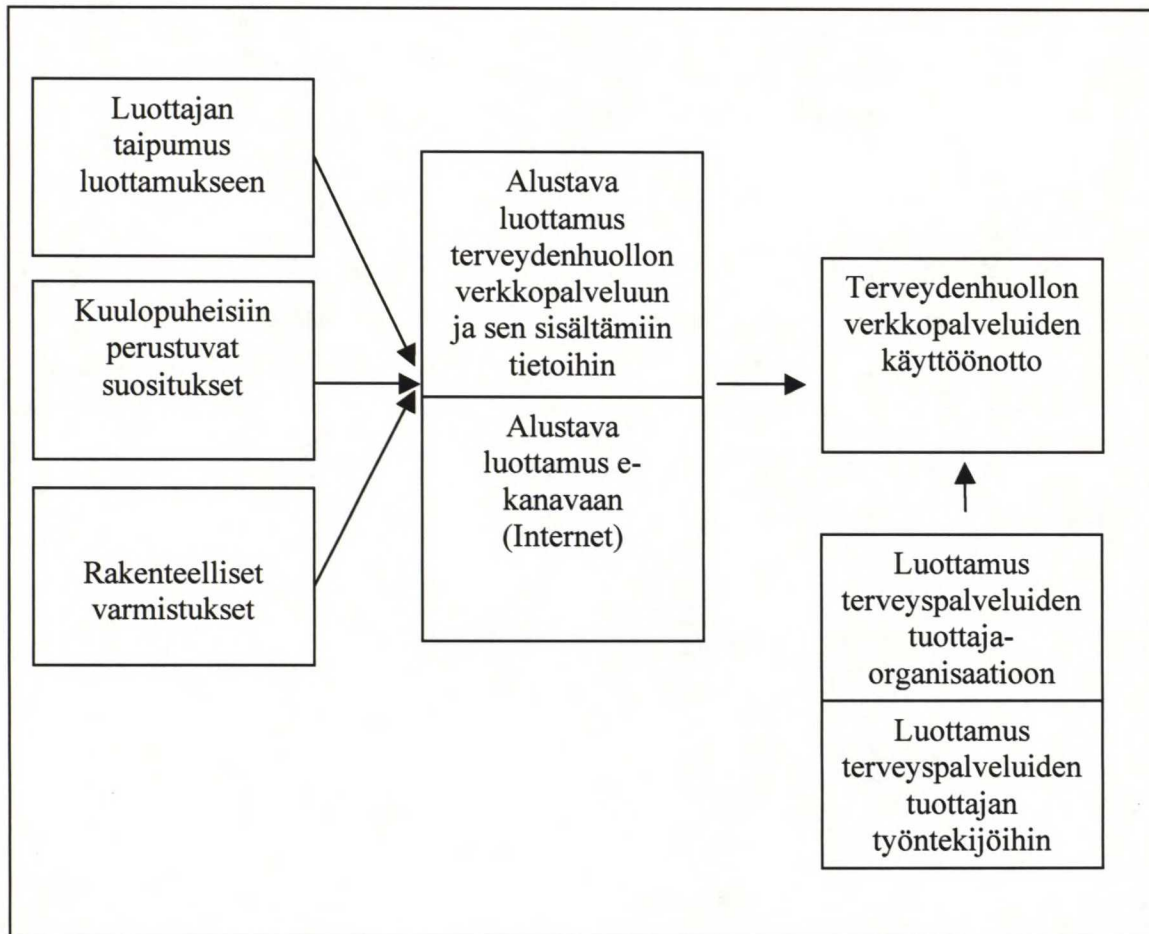 Luottajan
taipumus
luottamukseen
Kuulopuheisiin
perustuvat
suositukset
Rakenteelliset
varmistukset
Alustava
luottamus
terveydenhuollon
verkkopalveluun
ja sen sisältämiin
tietoihin
Alustava
luottamus e-
kanavaan
(Internet)
Terveydenhuollon
verkkopalveluiden
käyttöönotto
Luottamus
terveyspalveluiden
tuottaja-
organisaatioon
Luottamus
terveyspalveluiden
tuottajan
työntekijöihin